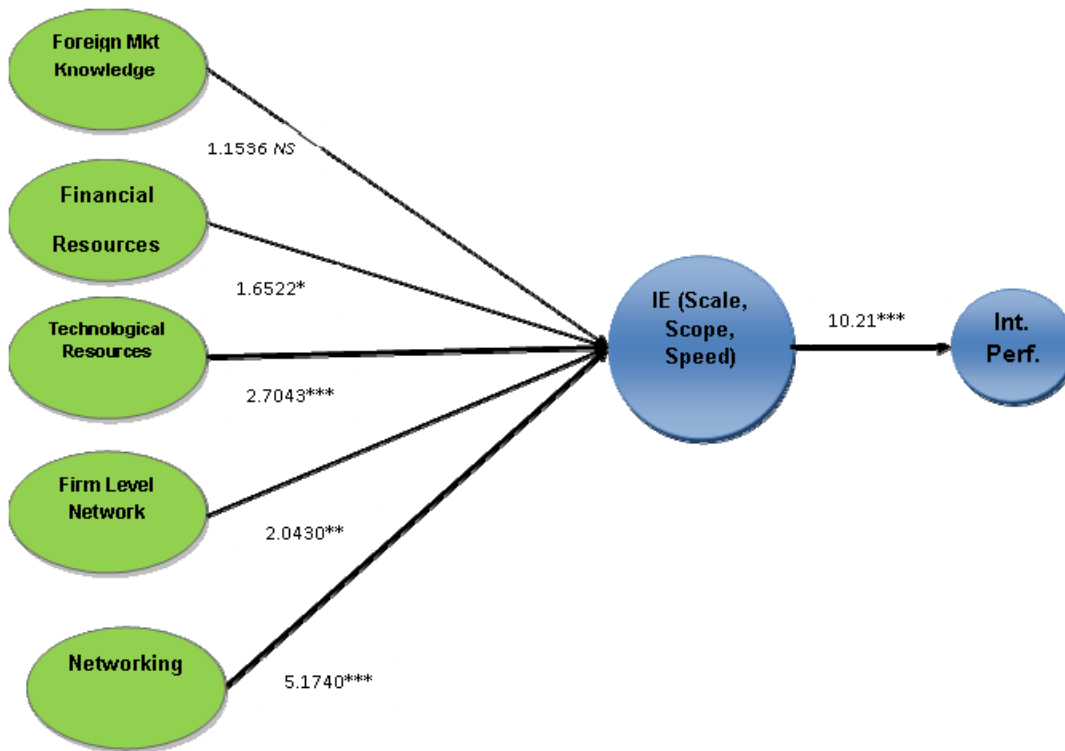 Foreign Mkt
Knowledge
1.1536 NS
Financial
Resources
1.6522*
Technological
Resources
2.7043***
Firm Level
Network
2.0430**
Networking
5.1740***
IE (Scale,
Scope,
Speed)
10.21***
Int.
Perf.